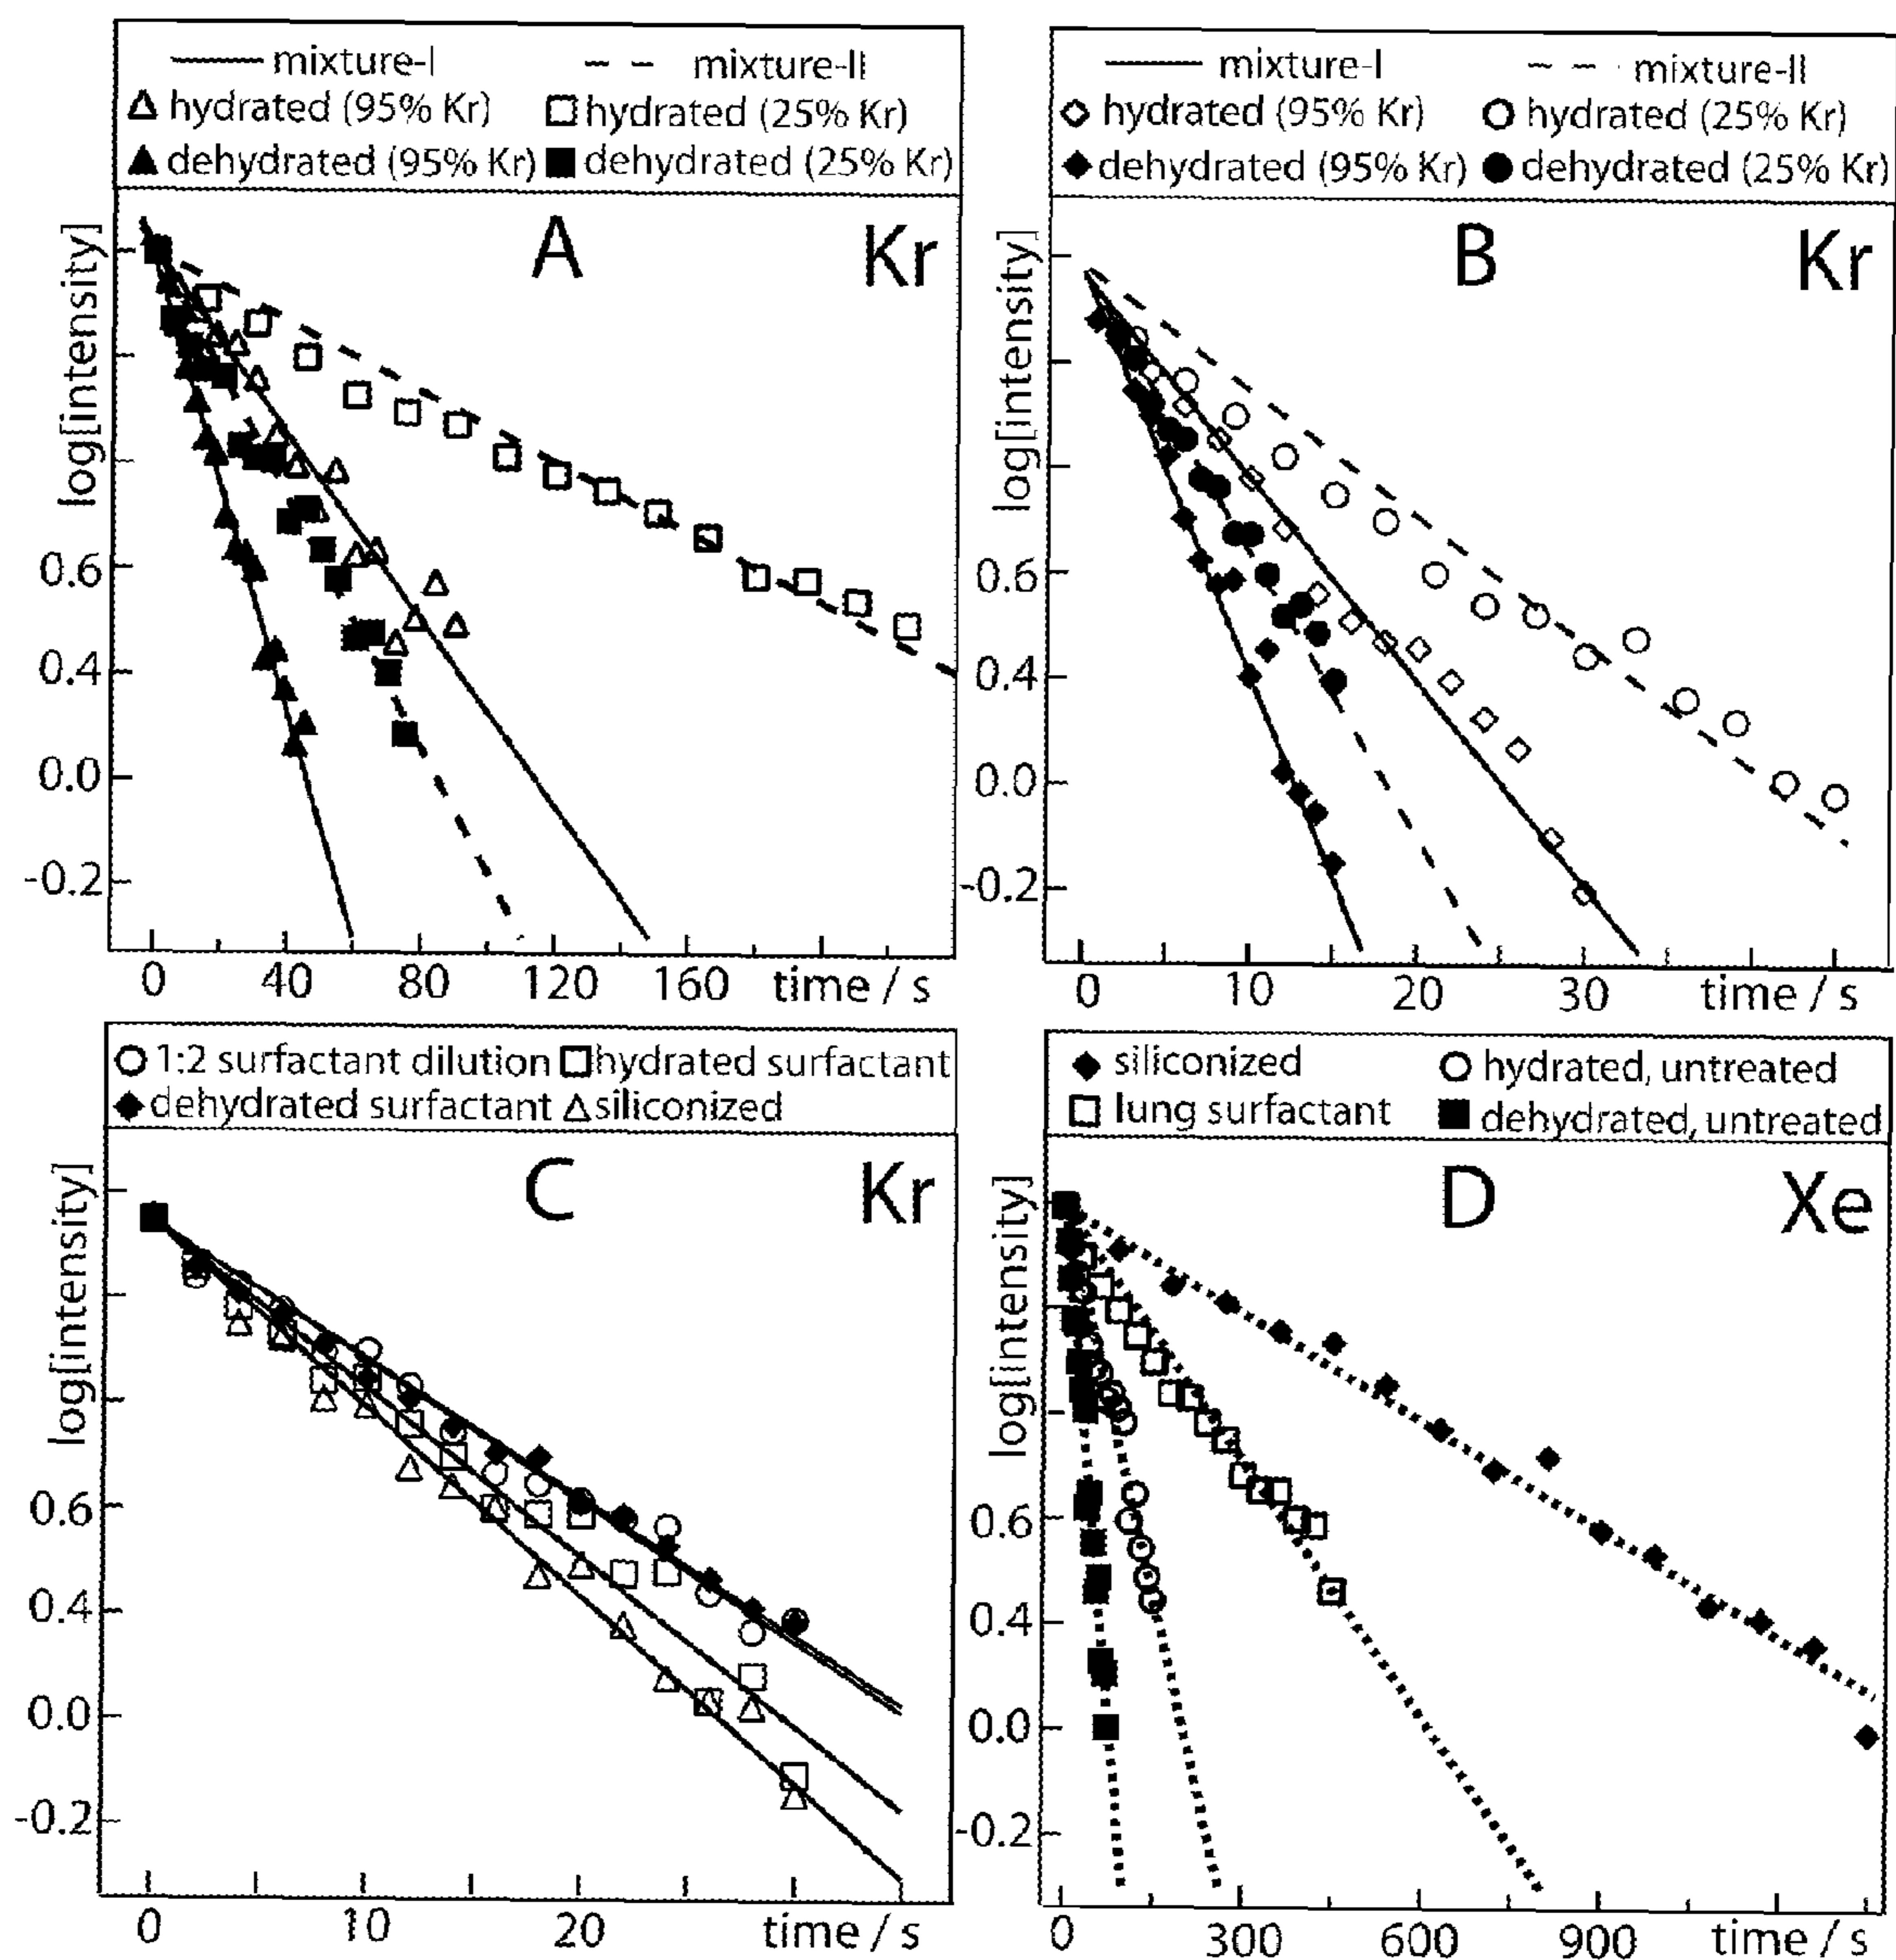 mixture-I mixture-II
hydrated (95% Kr) hydrated (25% Kr)
dehydrated (95% Kr) dehydrated (25% Kr)
A Kr
log[intensity]
0.6
0.4
0.0
-0.2
0 40 80 120 160 time / s
mixture-I mixture-II
hydrated (95% Kr) hydrated (25% Kr)
dehydrated (95% Kr) dehydrated (25% Kr)
B Kr
log[intensity]
0.6
0.4
0.0
-0.2
0 10 20 30 time / s
1:2 surfactant dilution hydrated surfactant
dehydrated surfactant siliconized
C Kr
log[intensity]
0.6
0.4
0.0
-0.2
0 10 20 time / s
siliconized hydrated, untreated
lung surfactant dehydrated, untreated
D Xe
log[intensity]
0.6
0.4
0.0
-0.2
0 300 600 900 time / s